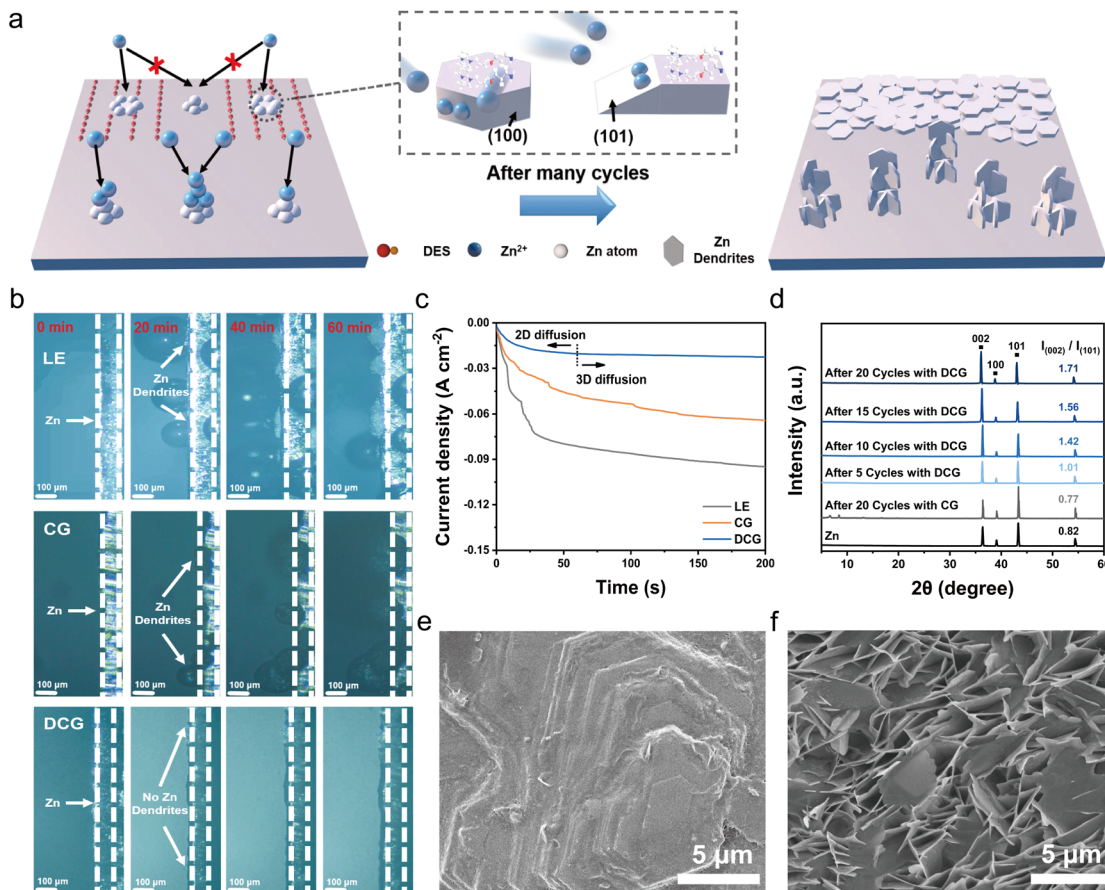 a
(100)
(101)
After many cycles
DES
Zn²⁺
Zn atom
Zn
Dendrites
b
0 min
20 min
40 min
60 min
LE
Zn
Zn
Dendrites
100 μm
100 μm
100 μm
100 μm
CG
Zn
Zn
Dendrites
100 μm
100 μm
100 μm
100 μm
DCG
Zn
No Zn
Dendrites
100 μm
100 μm
100 μm
100 μm
c
0.00
-0.03
-0.06
-0.09
-0.12
-0.15
Current density (A cm⁻²)
2D diffusion
3D diffusion
LE
CG
DCG
0
50
100
150
200
Time (s)
d
Intensity (a.u.)
002
100
101
I(002) / I(101)
After 20 Cycles with DCG
1.71
After 15 Cycles with DCG
1.56
After 10 Cycles with DCG
1.42
After 5 Cycles with DCG
1.01
After 20 Cycles with CG
0.77
Zn
0.82
10
20
30
40
50
60
2θ (degree)
e
5 μm
f
5 μm